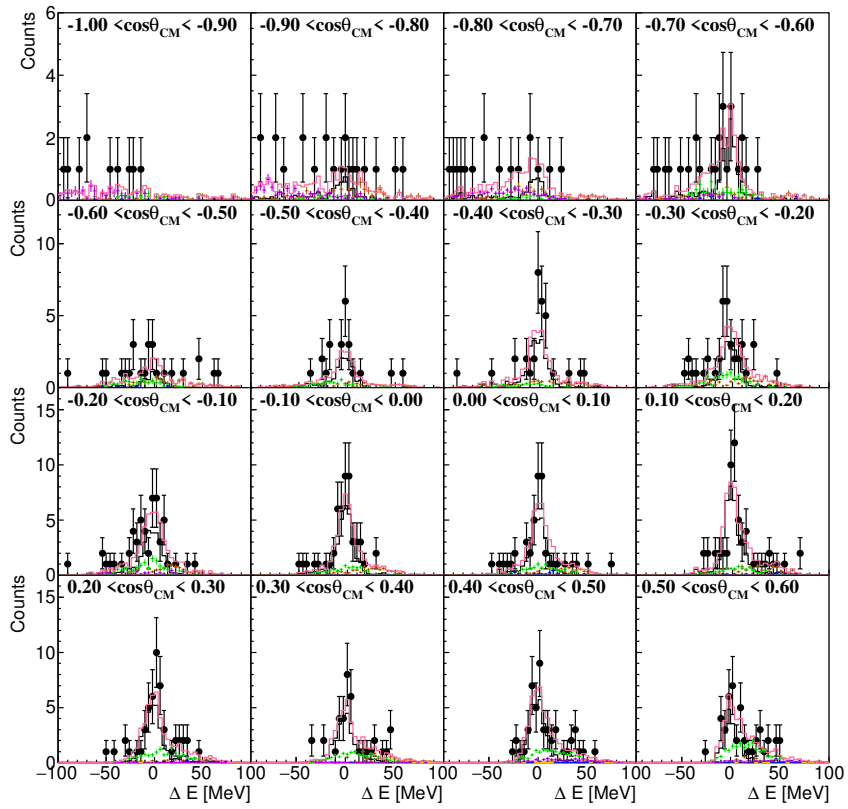 -1.00 <cosθCM< -0.90 -0.90 <cosθCM< -0.80 -0.80 <cosθCM< -0.70 -0.70 <cosθCM< -0.60
6
4
2
0
Counts
-0.60 <cosθCM< -0.50 -0.50 <cosθCM< -0.40 -0.40 <cosθCM< -0.30 -0.30 <cosθCM< -0.20
10
5
0
Counts
-0.20 <cosθCM< -0.10 -0.10 <cosθCM< 0.00 0.00 <cosθCM< 0.10 0.10 <cosθCM< 0.20
15
10
5
0
Counts
0.20 <cosθCM< 0.30 0.30 <cosθCM< 0.40 0.40 <cosθCM< 0.50 0.50 <cosθCM< 0.60
15
10
5
0
Counts
−100 −50 0 50 100 −50 0 50 100 −50 0 50 100 −50 0 50 100
Δ E [MeV] Δ E [MeV] Δ E [MeV] Δ E [MeV]